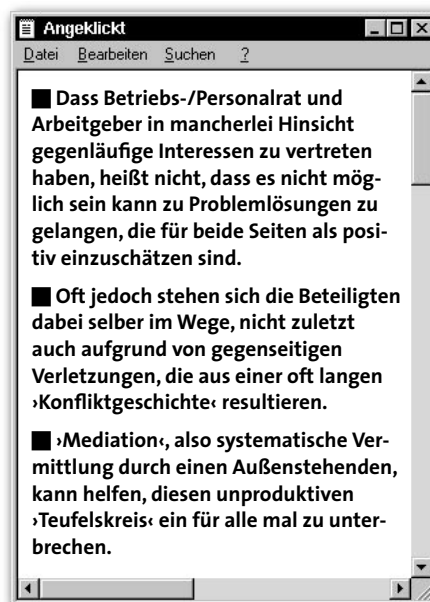 Angeklickt
Datei Bearbeiten Suchen ?
■ Dass Betriebs-/Personalrat und
Arbeitgeber in mancherlei Hinsicht
gegenläufige Interessen zu vertreten
haben, heißt nicht, dass es nicht mög-
lich sein kann zu Problemlösungen zu
gelangen, die für beide Seiten als posi-
tiv einzuschätzen sind.
■ Oft jedoch stehen sich die Beteiligten
dabei selber im Wege, nicht zuletzt
auch aufgrund von gegenseitigen
Verletzungen, die aus einer oft langen
›Konfliktgeschichte‹ resultieren.
■ ›Mediation‹, also systematische Ver-
mittlung durch einen Außenstehenden,
kann helfen, diesen unproduktiven
›Teufelskreis‹ ein für alle mal zu unter-
brechen.